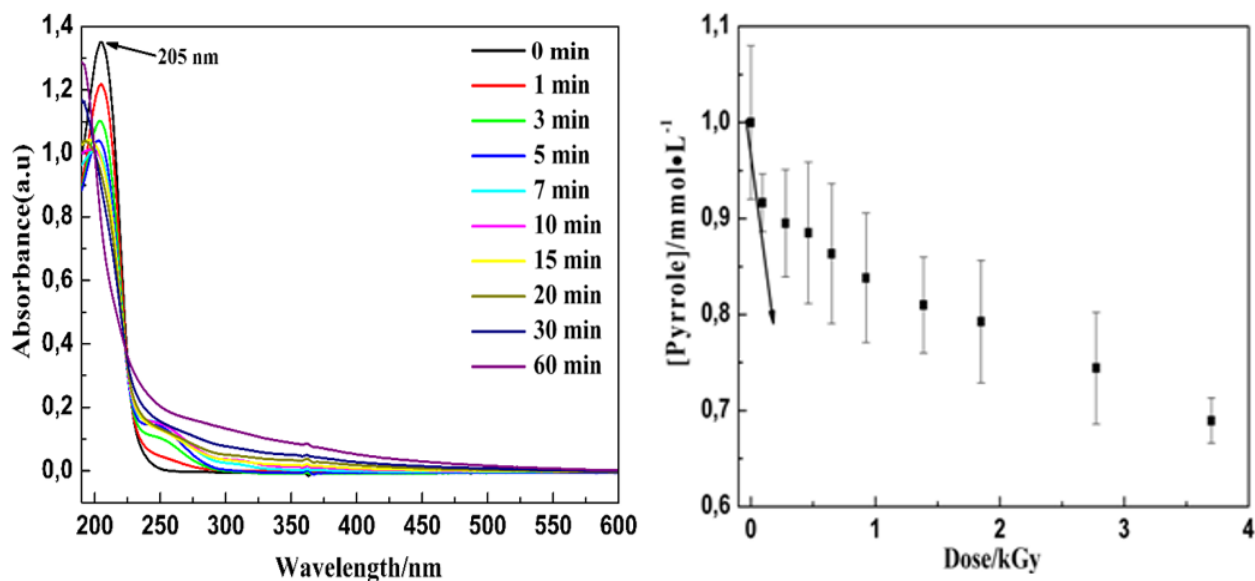 1,4
1,2
1,0
0,8
0,6
0,4
0,2
0,0
Absorbance(a.u)
205 nm
0 min
1 min
3 min
5 min
7 min
10 min
15 min
20 min
30 min
60 min
200 250 300 350 400 450 500 550 600
Wavelength/nm
1,1
1,0
0,9
0,8
0,7
0,6
[Pyrrole]/mmol•L⁻¹
0 1 2 3 4
Dose/kGy